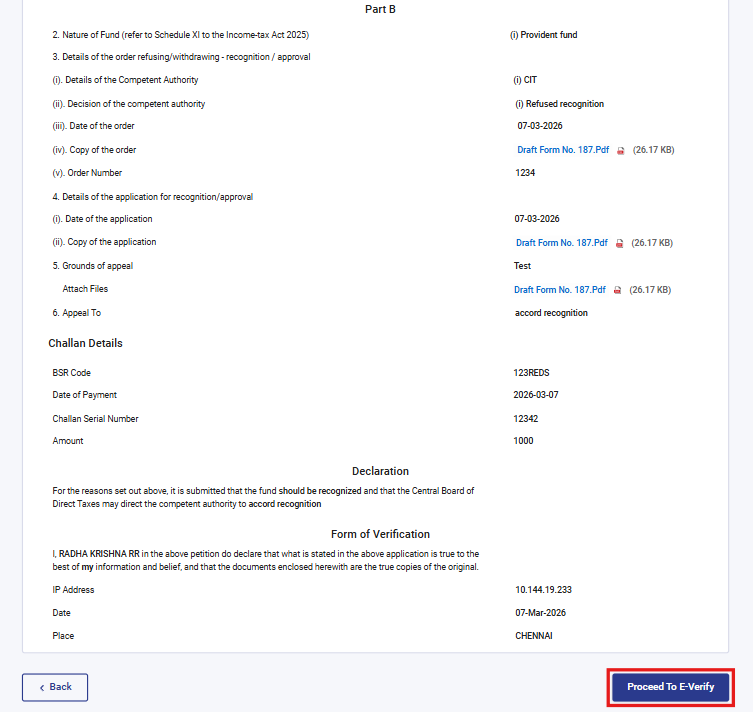 Part B
2. Nature of Fund (refer to Schedule XI to the Income-tax Act 2025) (i) Provident fund
3. Details of the order refusing/withdrawing - recognition / approval
(i). Details of the Competent Authority (i) CIT
(ii). Decision of the competent authority (i) Refused recognition
(iii). Date of the order 07-03-2026
(iv). Copy of the order Draft Form No. 187.Pdf (26.17 KB)
(v). Order Number 1234
4. Details of the application for recognition/approval
(i). Date of the application 07-03-2026
(ii). Copy of the application Draft Form No. 187.Pdf (26.17 KB)
5. Grounds of appeal Test
Attach Files Draft Form No. 187.Pdf (26.17 KB)
6. Appeal To accord recognition
Challan Details
BSR Code 123REDS
Date of Payment 2026-03-07
Challan Serial Number 12342
Amount 1000
Declaration
For the reasons set out above, it is submitted that the fund should be recognized and that the Central Board of
Direct Taxes may direct the competent authority to accord recognition
Form of Verification
I, RADHA KRISHNA RR in the above petition do declare that what is stated in the above application is true to the
best of my information and belief, and that the documents enclosed herewith are the true copies of the original.
IP Address 10.144.19.233
Date 07-Mar-2026
Place CHENNAI
Back Proceed To E-Verify